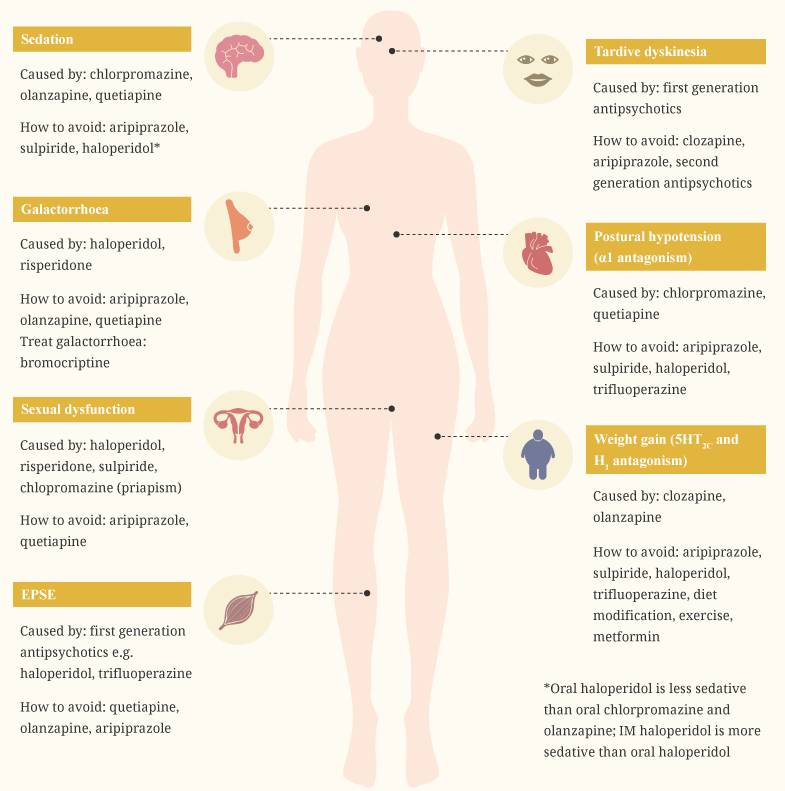 Sedation
Caused by: chlorpromazine,
olanzapine, quetiapine
How to avoid: aripiprazole,
sulpiride, haloperidol*
Galactorrhoea
Caused by: haloperidol,
risperidone
How to avoid: aripiprazole,
olanzapine, quetiapine
Treat galactorrhoea:
bromocriptine
Sexual dysfunction
Caused by: haloperidol,
risperidone, sulpiride,
chlopromazine (priapism)
How to avoid: aripiprazole,
quetiapine
EPSE
Caused by: first generation
antipsychotics e.g.
haloperidol, trifluoperazine
How to avoid: quetiapine,
olanzapine, aripiprazole
Tardive dyskinesia
Caused by: first generation
antipsychotics
How to avoid: clozapine,
aripiprazole, second
generation antipsychotics
Postural hypotension
(α1 antagonism)
Caused by: chlorpromazine,
quetiapine
How to avoid: aripiprazole,
sulpiride, haloperidol,
trifluoperazine
Weight gain (5HT2C and
H1 antagonism)
Caused by: clozapine,
olanzapine
How to avoid: aripiprazole,
sulpiride, haloperidol,
trifluoperazine, diet
modification, exercise,
metformin
*Oral haloperidol is less sedative
than oral chlorpromazine and
olanzapine; IM haloperidol is more
sedative than oral haloperidol